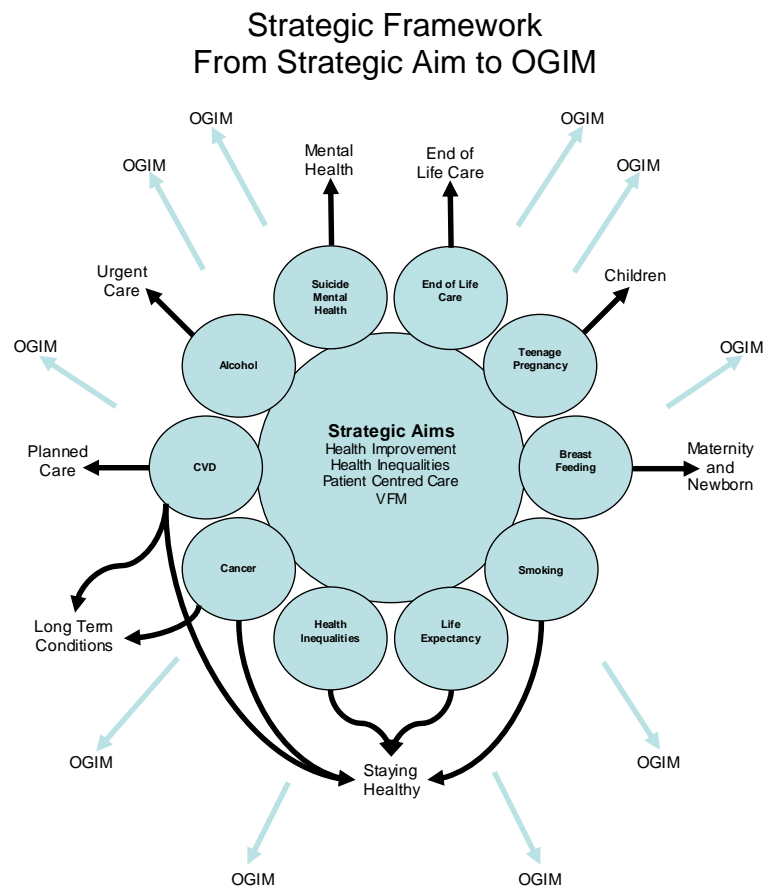 Strategic Framework
From Strategic Aim to OGIM
OGIM
OGIM
OGIM
OGIM
Mental
Health
End of
Life Care
Urgent
Care
Children
Suicide
Mental
Health
End of Life
Care
Alcohol
Teenage
Pregnancy
OGIM
OGIM
Strategic Aims
Health Improvement
Health Inequalities
Patient Centred Care
VFM
Planned
Care
CVD
Breast
Feeding
Maternity
and
Newborn
Cancer
Smoking
Long Term
Conditions
Health
Inequalities
Life
Expectancy
OGIM
OGIM
Staying
Healthy
OGIM
OGIM